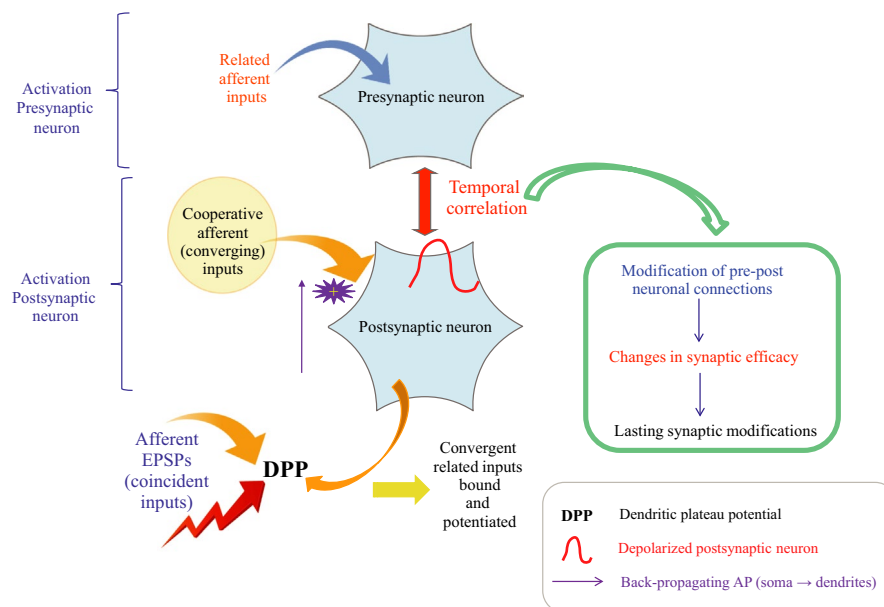 Activation
Presynaptic
neuron
Related
afferent
inputs
Presynaptic neuron
Temporal
correlation
Cooperative
afferent
(converging)
inputs
Activation
Postsynaptic
neuron
Postsynaptic neuron
Modification of pre-post
neuronal connections
Changes in synaptic efficacy
Lasting synaptic modifications
Afferent
EPSPs
(coincident
inputs)
DPP
Convergent
related inputs
bound
and
potentiated
DPP Dendritic plateau potential
Depolarized postsynaptic neuron
Back-propagating AP (soma → dendrites)